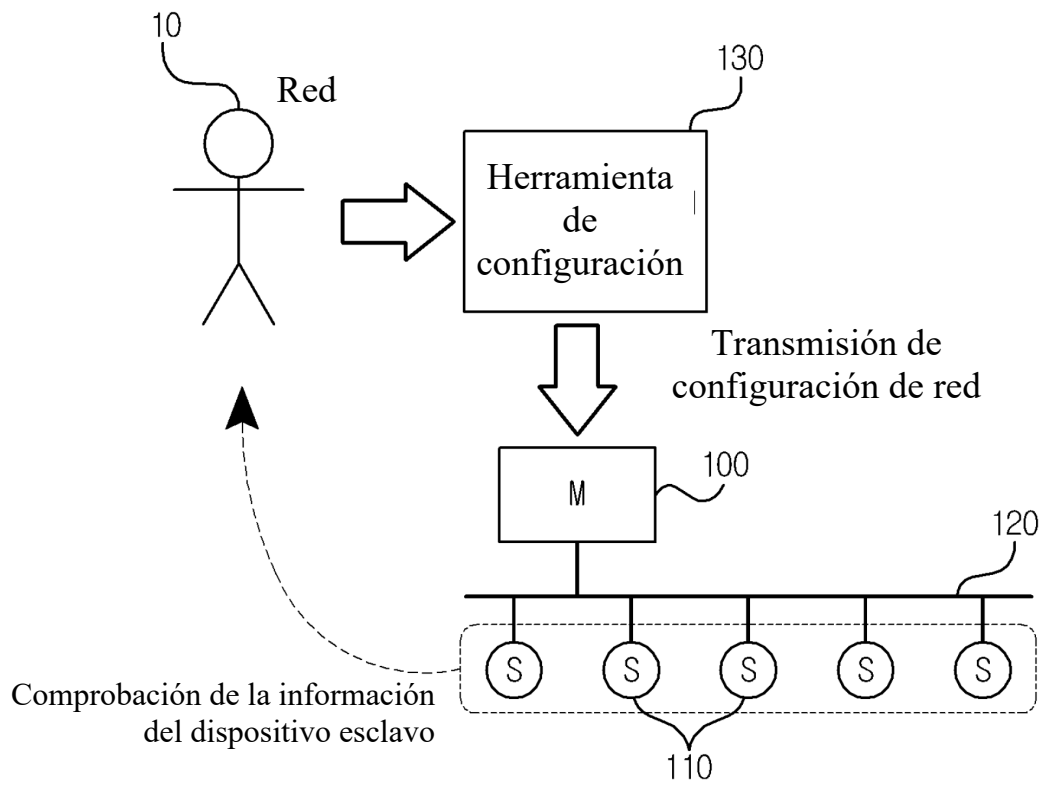 10
Red
130
Herramienta
de
configuración
Transmisión de
configuración de red
M
100
120
S S S S S
Comprobación de la información
del dispositivo esclavo
110